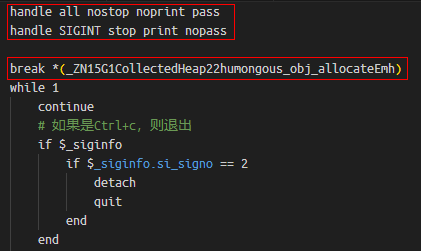 handle all nostop noprint pass
handle SIGINT stop print nopass
break *(_ZN15G1CollectedHeap22humongous_obj_allocateEmh)
while 1
    continue
    # 如果是Ctrl+c, 则退出
    if $_siginfo
        if $_siginfo.si_signo == 2
            detach
            quit
        end
    end